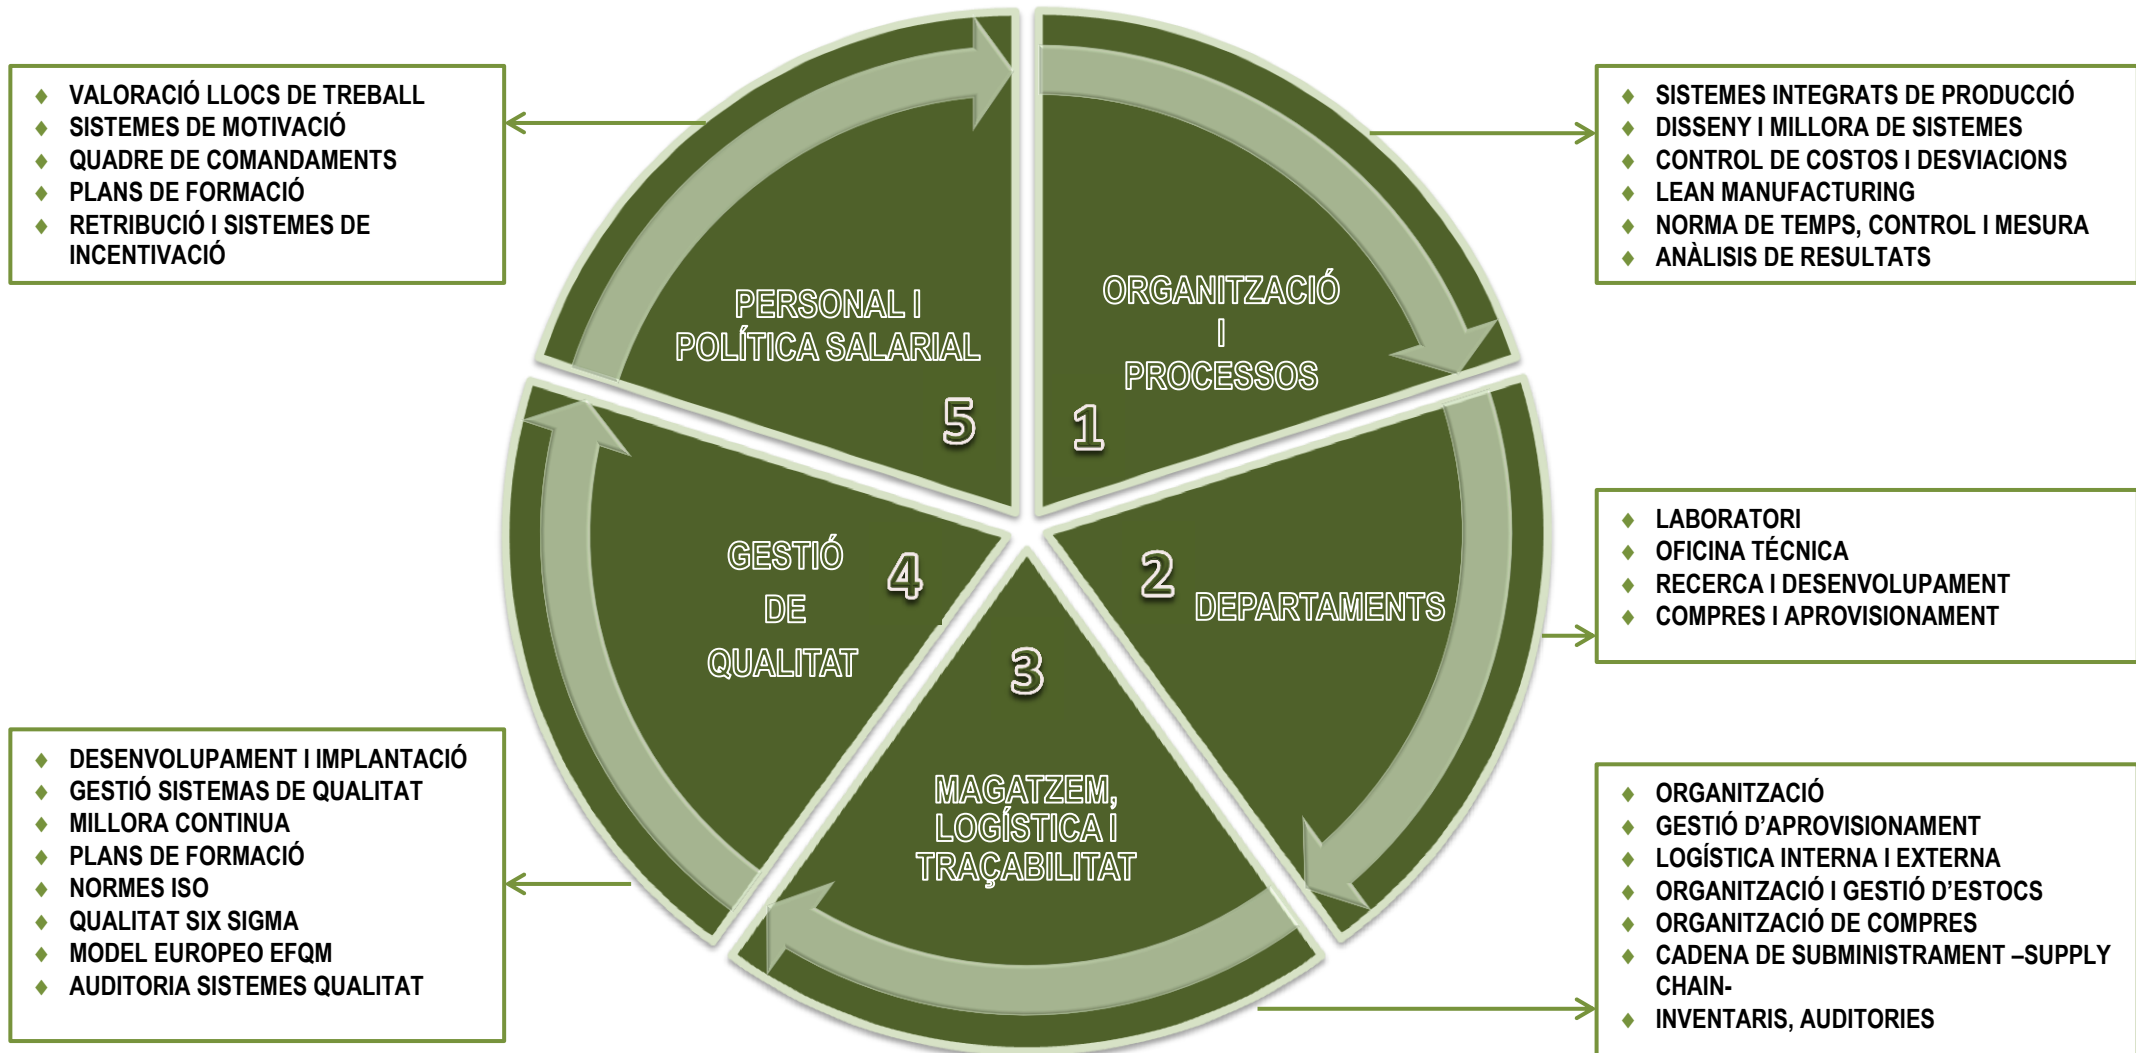 VALORACIÓ LLOCS DE TREBALL
SISTEMES DE MOTIVACIÓ
QUADRE DE COMANDAMENTS
PLANS DE FORMACIÓ
RETRIBUCIÓ I SISTEMES DE
INCENTIVACIÓ
SISTEMES INTEGRATS DE PRODUCCIÓ
DISSENY I MILLORA DE SISTEMES
CONTROL DE COSTOS I DESVIACIONS
LEAN MANUFACTURING
NORMA DE TEMPS, CONTROL I MESURA
ANÀLISIS DE RESULTATS
PERSONAL I
POLÍTICA SALARIAL
5
ORGANITZACIÓ
I
PROCESSOS
1
GESTIÓ
DE
QUALITAT
4
2
DEPARTAMENTS
LABORATORI
OFICINA TÉCNICA
RECERCA I DESENVOLUPAMENT
COMPRES I APROVISIONAMENT
3
MAGATZEM,
LOGÍSTICA I
TRAÇABILITAT
DESENVOLUPAMENT I IMPLANTACIÓ
GESTIÓ SISTEMAS DE QUALITAT
MILLORA CONTINUA
PLANS DE FORMACIÓ
NORMES ISO
QUALITAT SIX SIGMA
MODEL EUROPEO EFQM
AUDITORIA SISTEMES QUALITAT
ORGANITZACIÓ
GESTIÓ D’APROVISIONAMENT
LOGÍSTICA INTERNA I EXTERNA
ORGANITZACIÓ I GESTIÓ D’ESTOCS
ORGANITZACIÓ DE COMPRES
CADENA DE SUBMINISTRAMENT –SUPPLY
CHAIN-
INVENTARIS, AUDITORIES